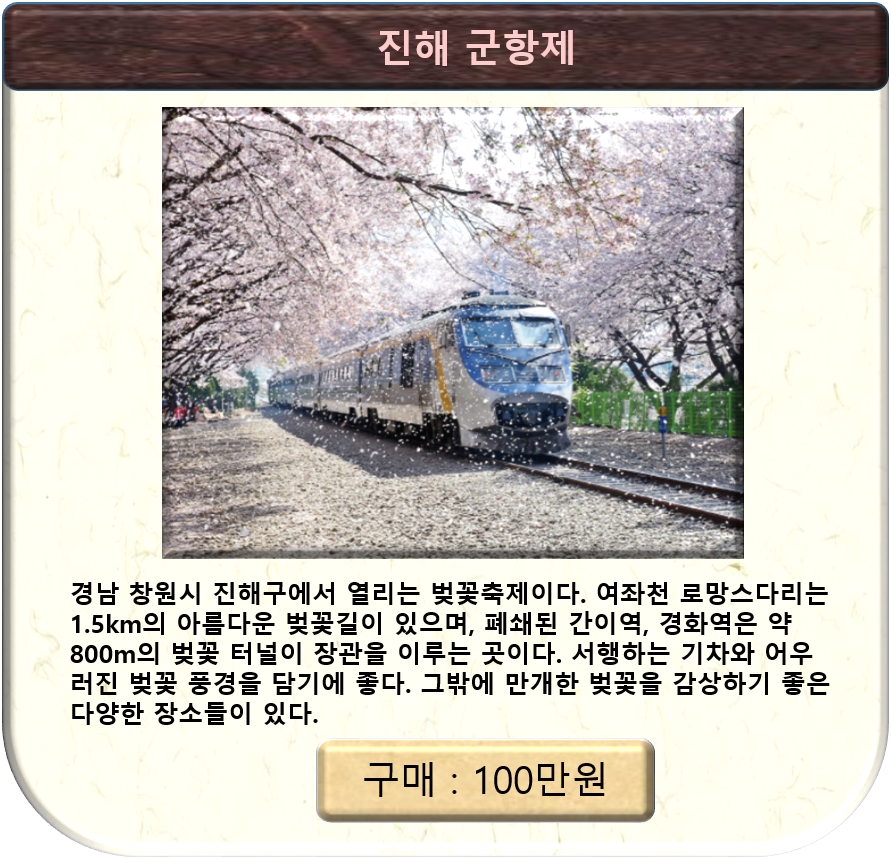 진해 군항제
경남 창원시 진해구에서 열리는 벚꽃축제이다. 여좌천 로망스다리는
1.5km의 아름다운 벚꽃길이 있으며, 폐쇄된 간이역, 경화역은 약
800m의 벚꽃 터널이 장관을 이루는 곳이다. 서행하는 기차와 어우
러진 벚꽃 풍경을 담기에 좋다. 그밖에 만개한 벚꽃을 감상하기 좋은
다양한 장소들이 있다.
구매 : 100만원